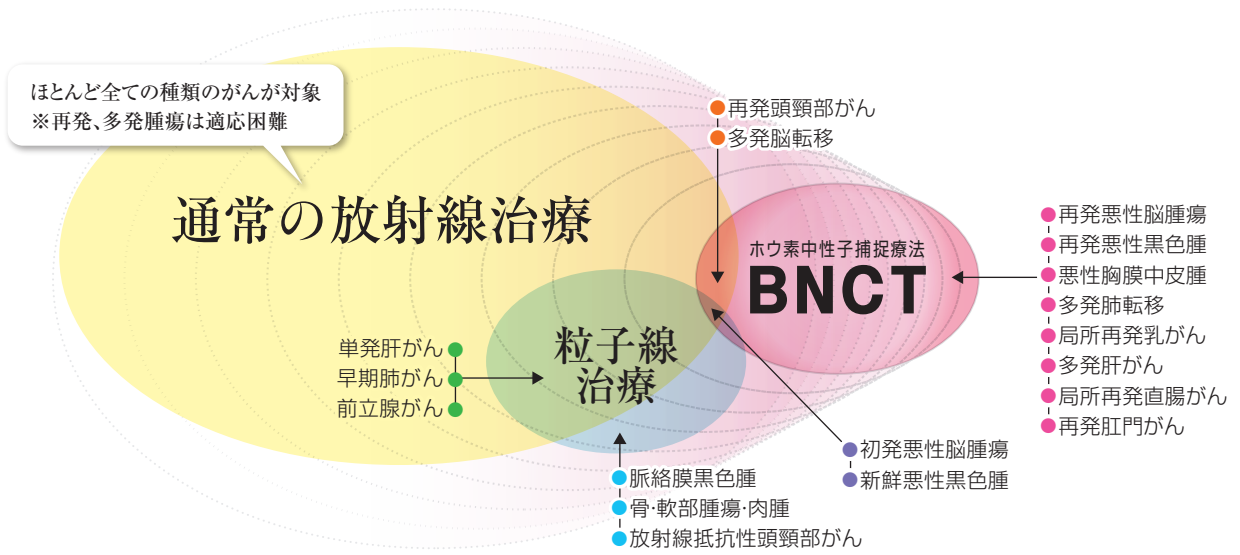 ほとんど全ての種類のがんが対象
※再発、多発腫瘍は適応困難
通常の放射線治療
再発頭頸部がん
多発脳転移
ホウ素中性子捕捉療法
BNCT
再発悪性脳腫瘍
再発悪性黒色腫
悪性胸膜中皮腫
多発肺転移
局所再発乳がん
多発肝がん
局所再発直腸がん
再発肛門がん
粒子線
治療
単発肝がん
早期肺がん
前立腺がん
初発悪性脳腫瘍
新鮮悪性黒色腫
脈絡膜黒色腫
骨・軟部腫瘍・肉腫
放射線抵抗性頭頸部がん